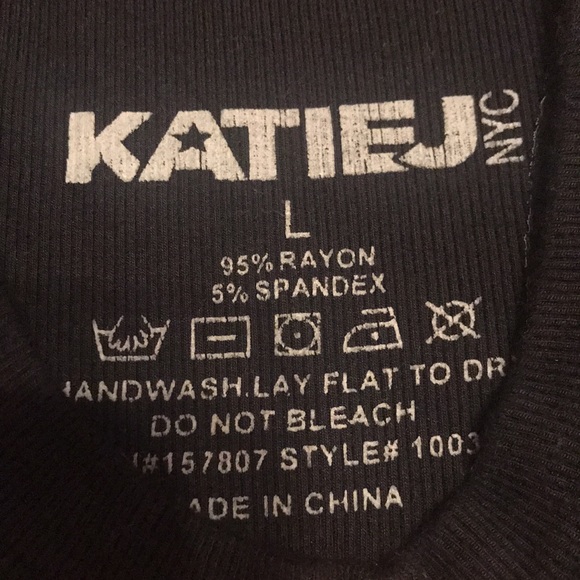 KATIEJ NYC
L
95% RAYON
5% SPANDEX
HANDWASH.LAY FLAT TO DR
DO NOT BLEACH
#157807 STYLE# 1003
ADE IN CHINA